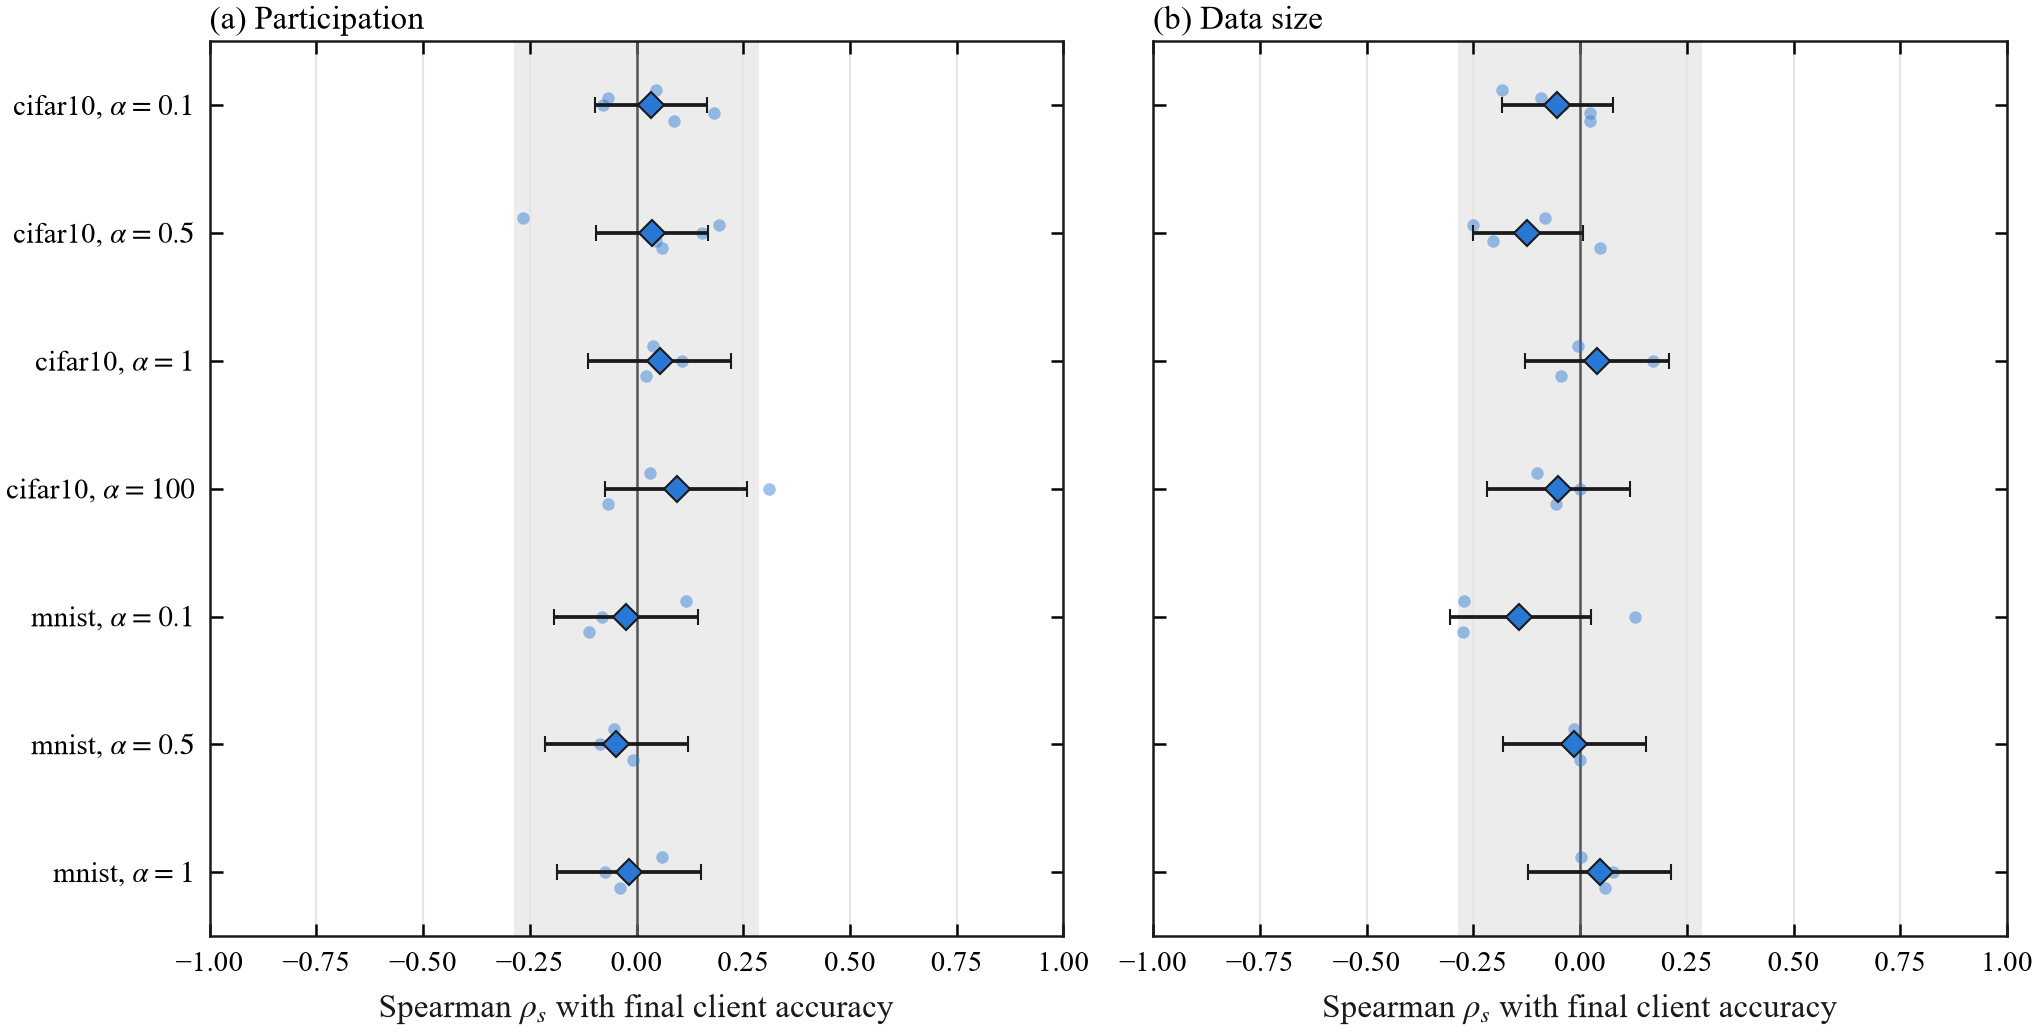 (a) Participation
(b) Data size
cifar10, α = 0.1
cifar10, α = 0.5
cifar10, α = 1
cifar10, α = 100
mnist, α = 0.1
mnist, α = 0.5
mnist, α = 1
−1.00 −0.75 −0.50 −0.25 0.00 0.25 0.50 0.75 1.00
−1.00 −0.75 −0.50 −0.25 0.00 0.25 0.50 0.75 1.00
Spearman ρₛ with final client accuracy
Spearman ρₛ with final client accuracy